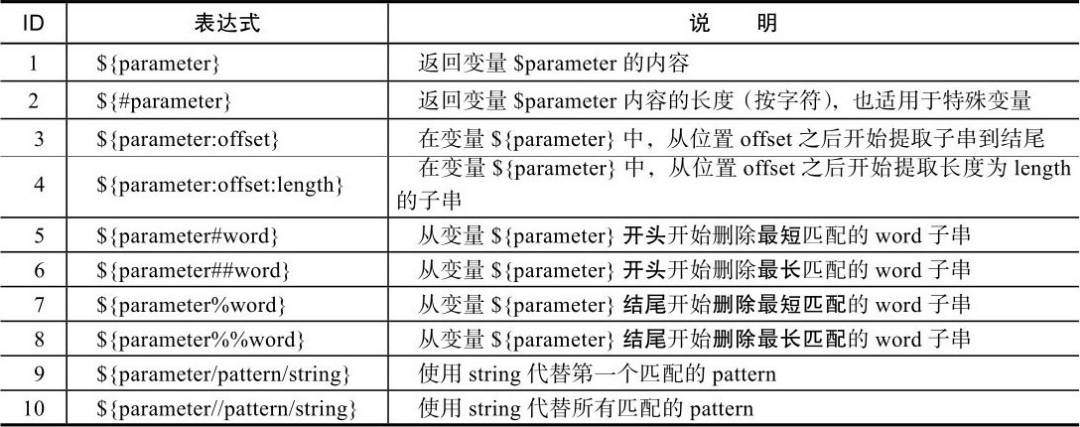 ID 表达式 说 明
1 ${parameter} 返回变量 $parameter 的内容
2 ${#parameter} 返回变量 $parameter 内容的长度（按字符），也适用于特殊变量
3 ${parameter:offset} 在变量 ${parameter} 中，从位置 offset 之后开始提取子串到结尾
4 ${parameter:offset:length} 在变量 ${parameter} 中，从位置 offset 之后开始提取长度为 length
的子串
5 ${parameter#word} 从变量 ${parameter} 开头开始删除最短匹配的 word 子串
6 ${parameter##word} 从变量 ${parameter} 开头开始删除最长匹配的 word 子串
7 ${parameter%word} 从变量 ${parameter} 结尾开始删除最短匹配的 word 子串
8 ${parameter%%word} 从变量 ${parameter} 结尾开始删除最长匹配的 word 子串
9 ${parameter/pattern/string} 使用 string 代替第一个匹配的 pattern
10 ${parameter//pattern/string} 使用 string 代替所有匹配的 pattern